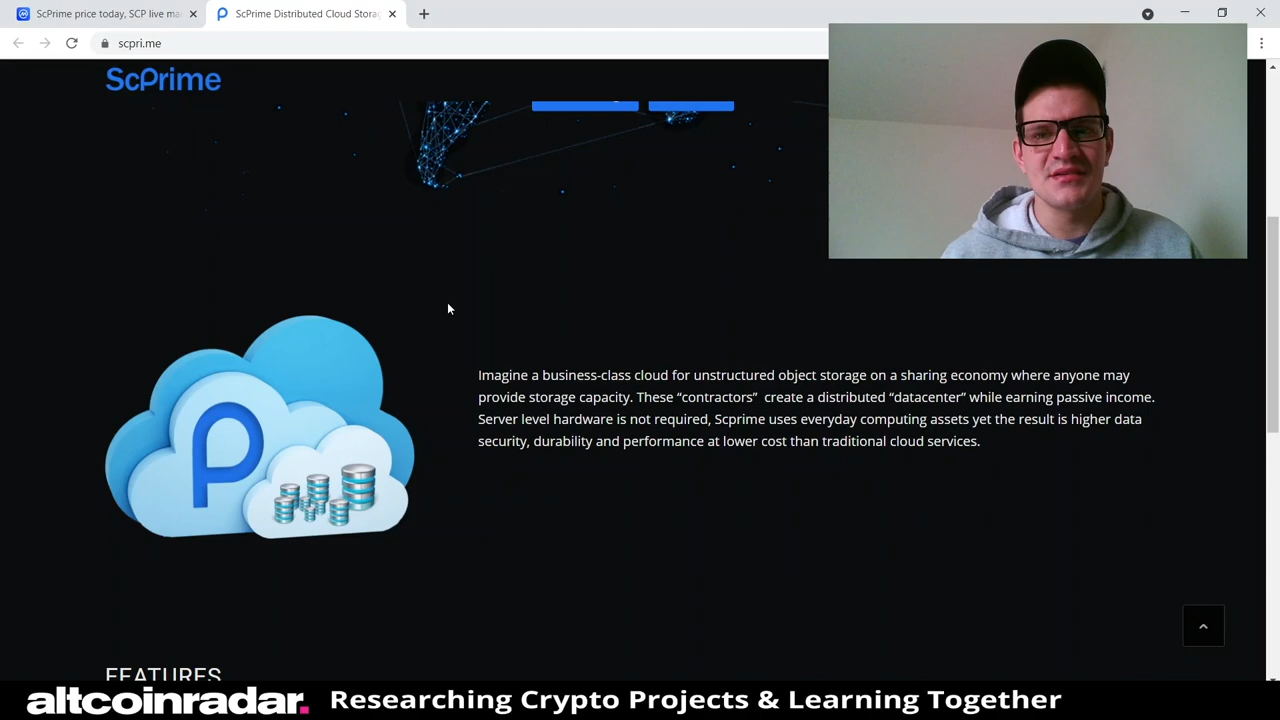 ScPrime price today, SCP live ma
ScPrime Distributed Cloud Storag
scpri.me
ScPrime
Imagine a business-class cloud for unstructured object storage on a sharing economy where anyone may
provide storage capacity. These “contractors”  create a distributed “datacenter” while earning passive income.
Server level hardware is not required, Scprime uses everyday computing assets yet the result is higher data
security, durability and performance at lower cost than traditional cloud services.
FEATURES
altcoinradar. Researching Crypto Projects & Learning Together